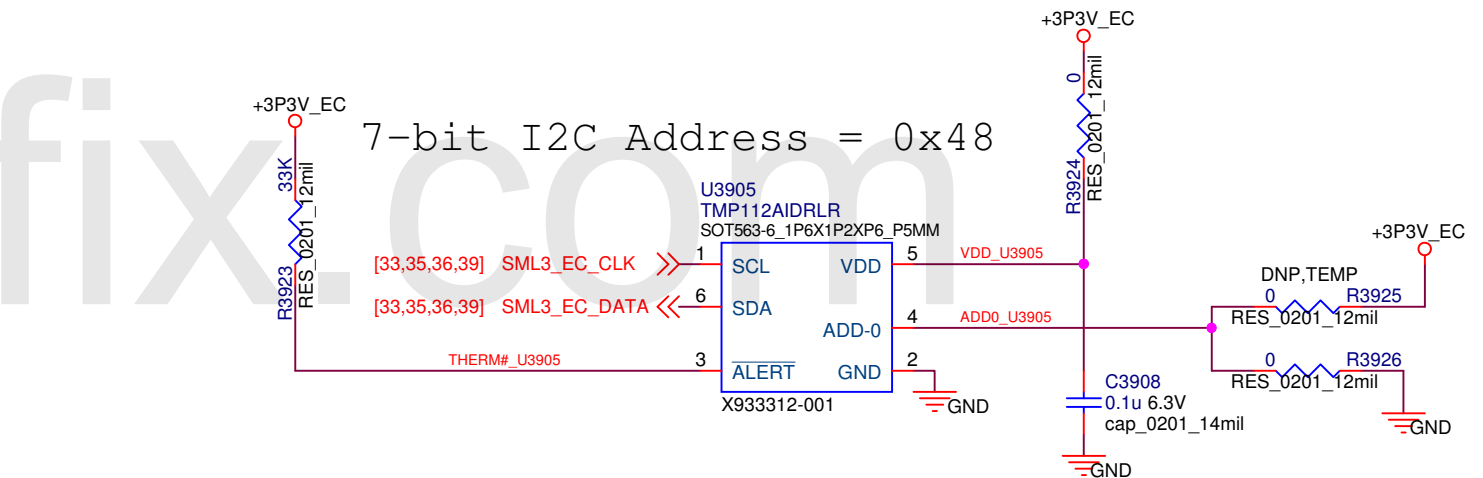 +3P3V_EC
+3P3V_EC
7-bit I2C Address = 0x48
fix.com
33K
R3923
RES_0201_12mil
0
R3924
RES_0201_12mil
U3905
TMP112AIDRLR
SOT563-6_1P6X1P2XP6_P5MM
[33,35,36,39] SML3_EC_CLK
1
SCL
VDD
5
VDD_U3905
[33,35,36,39] SML3_EC_DATA
6
SDA
ADD-0
4
ADD0_U3905
THERM#_U3905
3
ALERT
GND
2
X933312-001
GND
+3P3V_EC
DNP,TEMP
0
R3925
RES_0201_12mil
0
R3926
RES_0201_12mil
GND
C3908
0.1u 6.3V
cap_0201_14mil
GND